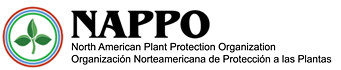 NAPPO
North American Plant Protection Organization
Organización Norteamericana de Protección a las Plantas